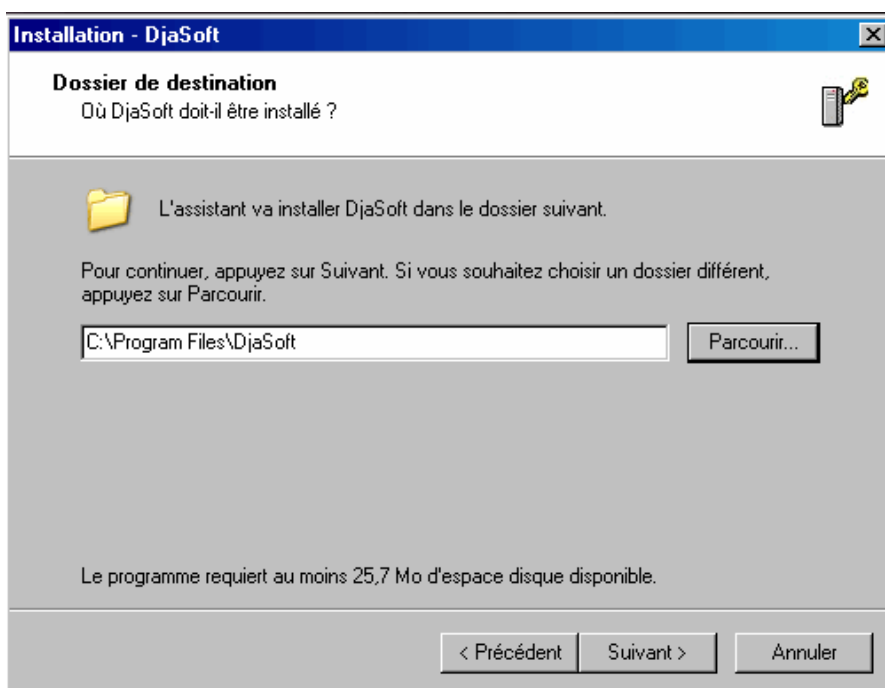 Installation - DjaSoft
Dossier de destination
Où DjaSoft doit-il être installé ?
L'assistant va installer DjaSoft dans le dossier suivant.
Pour continuer, appuyez sur Suivant. Si vous souhaitez choisir un dossier différent,
appuyez sur Parcourir.
C:\Program Files\DjaSoft
Parcourir...
Le programme requiert au moins 25,7 Mo d'espace disque disponible.
< Précédent
Suivant >
Annuler